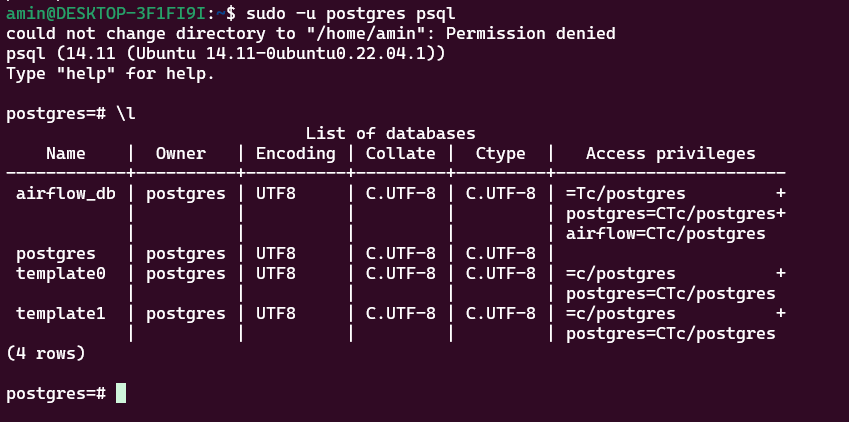 amin@DESKTOP-3F1FI9I:~$ sudo -u postgres psql
could not change directory to "/home/amin": Permission denied
psql (14.11 (Ubuntu 14.11-0ubuntu0.22.04.1))
Type "help" for help.
postgres=# \l
                              List of databases
    Name    |  Owner   | Encoding | Collate |  Ctype  |   Access privileges
------------+----------+----------+---------+---------+-----------------------
 airflow_db | postgres | UTF8     | C.UTF-8 | C.UTF-8 | =Tc/postgres         +
            |          |          |         |         | postgres=CTc/postgres+
            |          |          |         |         | airflow=CTc/postgres
 postgres   | postgres | UTF8     | C.UTF-8 | C.UTF-8 |
 template0  | postgres | UTF8     | C.UTF-8 | C.UTF-8 | =c/postgres          +
            |          |          |         |         | postgres=CTc/postgres
 template1  | postgres | UTF8     | C.UTF-8 | C.UTF-8 | =c/postgres          +
            |          |          |         |         | postgres=CTc/postgres
(4 rows)
postgres=#